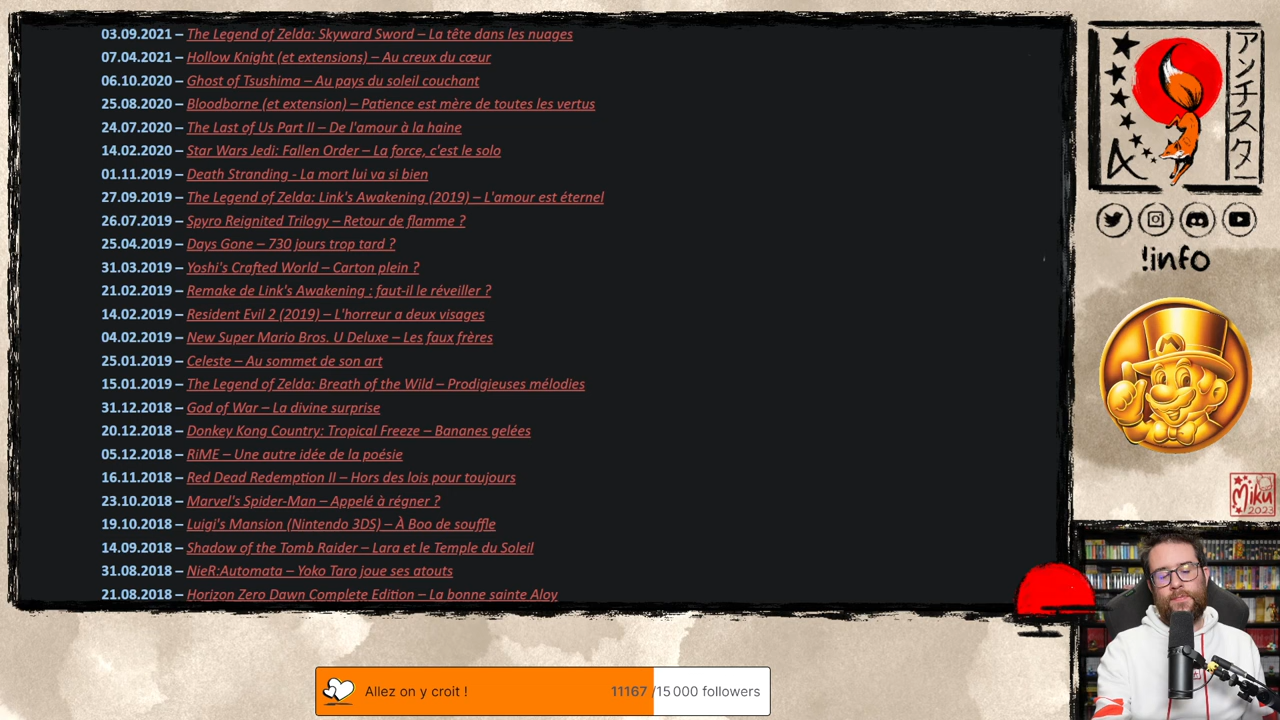 03.09.2021 – The Legend of Zelda: Skyward Sword – La tête dans les nuages
07.04.2021 – Hollow Knight (et extensions) – Au creux du cœur
06.10.2020 – Ghost of Tsushima – Au pays du soleil couchant
25.08.2020 – Bloodborne (et extension) – Patience est mère de toutes les vertus
24.07.2020 – The Last of Us Part II – De l'amour à la haine
14.02.2020 – Star Wars Jedi: Fallen Order – La force, c'est le solo
01.11.2019 – Death Stranding - La mort lui va si bien
27.09.2019 – The Legend of Zelda: Link's Awakening (2019) – L'amour est éternel
26.07.2019 – Spyro Reignited Trilogy – Retour de flamme ?
25.04.2019 – Days Gone – 730 jours trop tard ?
31.03.2019 – Yoshi's Crafted World – Carton plein ?
21.02.2019 – Remake de Link's Awakening : faut-il le réveiller ?
14.02.2019 – Resident Evil 2 (2019) – L'horreur a deux visages
04.02.2019 – New Super Mario Bros. U Deluxe – Les faux frères
25.01.2019 – Celeste – Au sommet de son art
15.01.2019 – The Legend of Zelda: Breath of the Wild – Prodigieuses mélodies
31.12.2018 – God of War – La divine surprise
20.12.2018 – Donkey Kong Country: Tropical Freeze – Bananes gelées
05.12.2018 – RiME – Une autre idée de la poésie
16.11.2018 – Red Dead Redemption II – Hors des lois pour toujours
23.10.2018 – Marvel's Spider-Man – Appelé à régner ?
19.10.2018 – Luigi's Mansion (Nintendo 3DS) – À Boo de souffle
14.09.2018 – Shadow of the Tomb Raider – Lara et le Temple du Soleil
31.08.2018 – NieR:Automata – Yoko Taro joue ses atouts
21.08.2018 – Horizon Zero Dawn Complete Edition – La bonne sainte Aloy
アンチスター
!info
M
Miku
2023
Allez on y croit !
11167 /15 000 followers